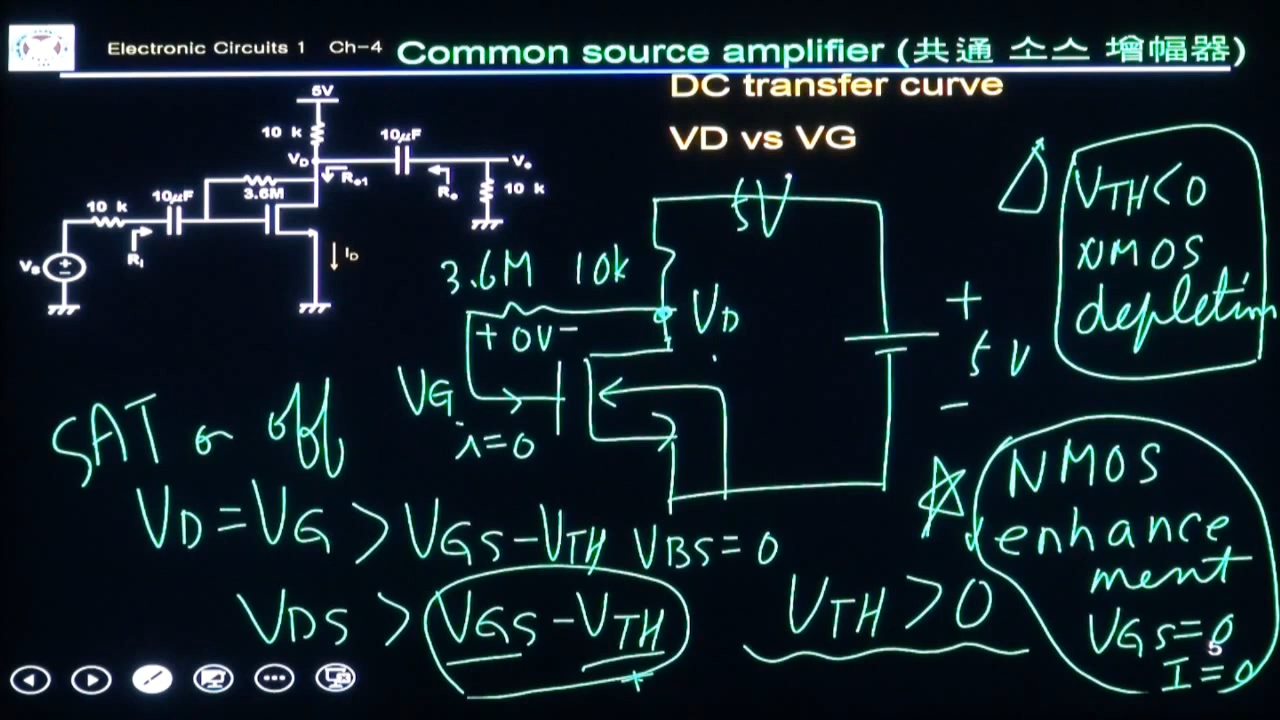 Electronic Circuits 1 Ch-4 Common source amplifier (共通 소스 增幅器)
DC transfer curve
VD vs VG
5V
10 k
10μF
VD
Vo
Ro1
Ro
10 k
3.6M
10μF
10 k
Ri
ID
Vs
5V
3.6M 10k
VD
+ 0V -
VG
i=0
+
5V
-
VTH<0
NMOS
depletion
SAT or off
VD=VG>VGS-VTH VBS=0
VDS>VGS-VTH
VTH>0
NMOS
enhance
ment
VGS=0
I=0